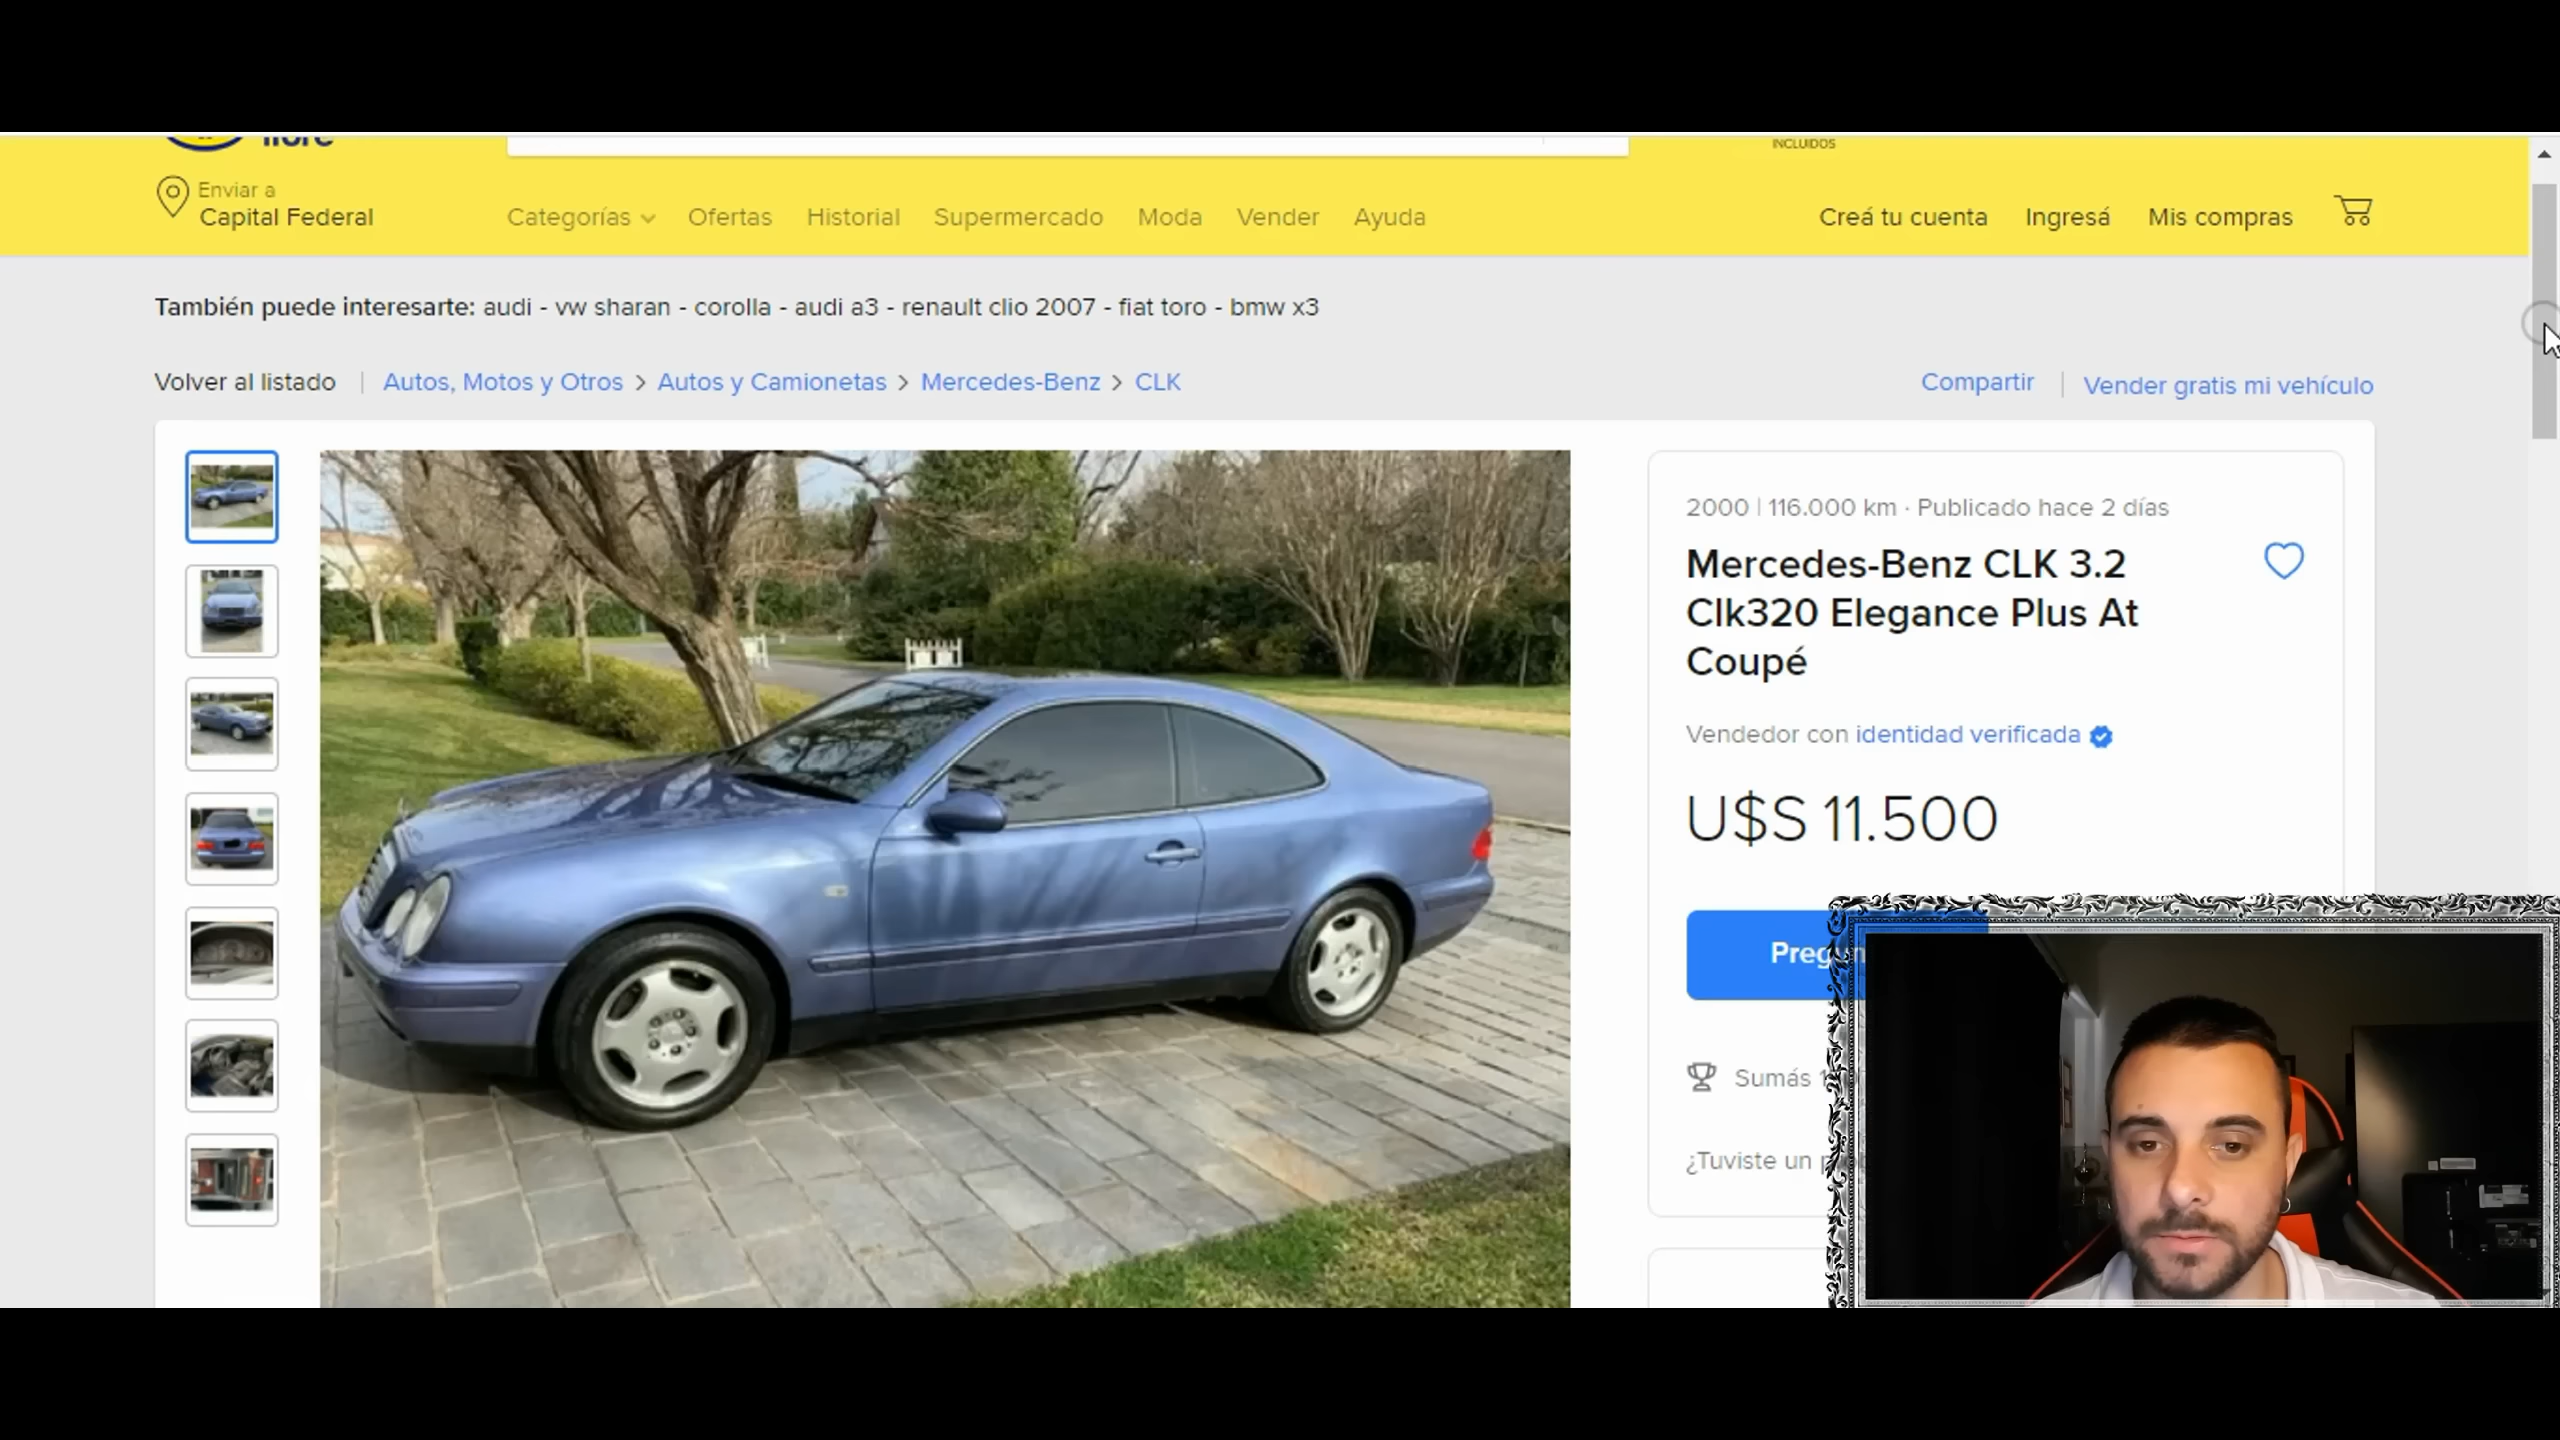 libre
INCLUIDOS
Enviar a
Capital Federal
Categorías Ofertas Historial Supermercado Moda Vender Ayuda
Creá tu cuenta Ingresá Mis compras
También puede interesarte: audi - vw sharan - corolla - audi a3 - renault clio 2007 - fiat toro - bmw x3
Volver al listado | Autos, Motos y Otros > Autos y Camionetas > Mercedes-Benz > CLK
Compartir | Vender gratis mi vehículo
2000 | 116.000 km · Publicado hace 2 días
Mercedes-Benz CLK 3.2
Clk320 Elegance Plus At
Coupé
Vendedor con identidad verificada
U$S 11.500
Sumás
¿Tuviste un